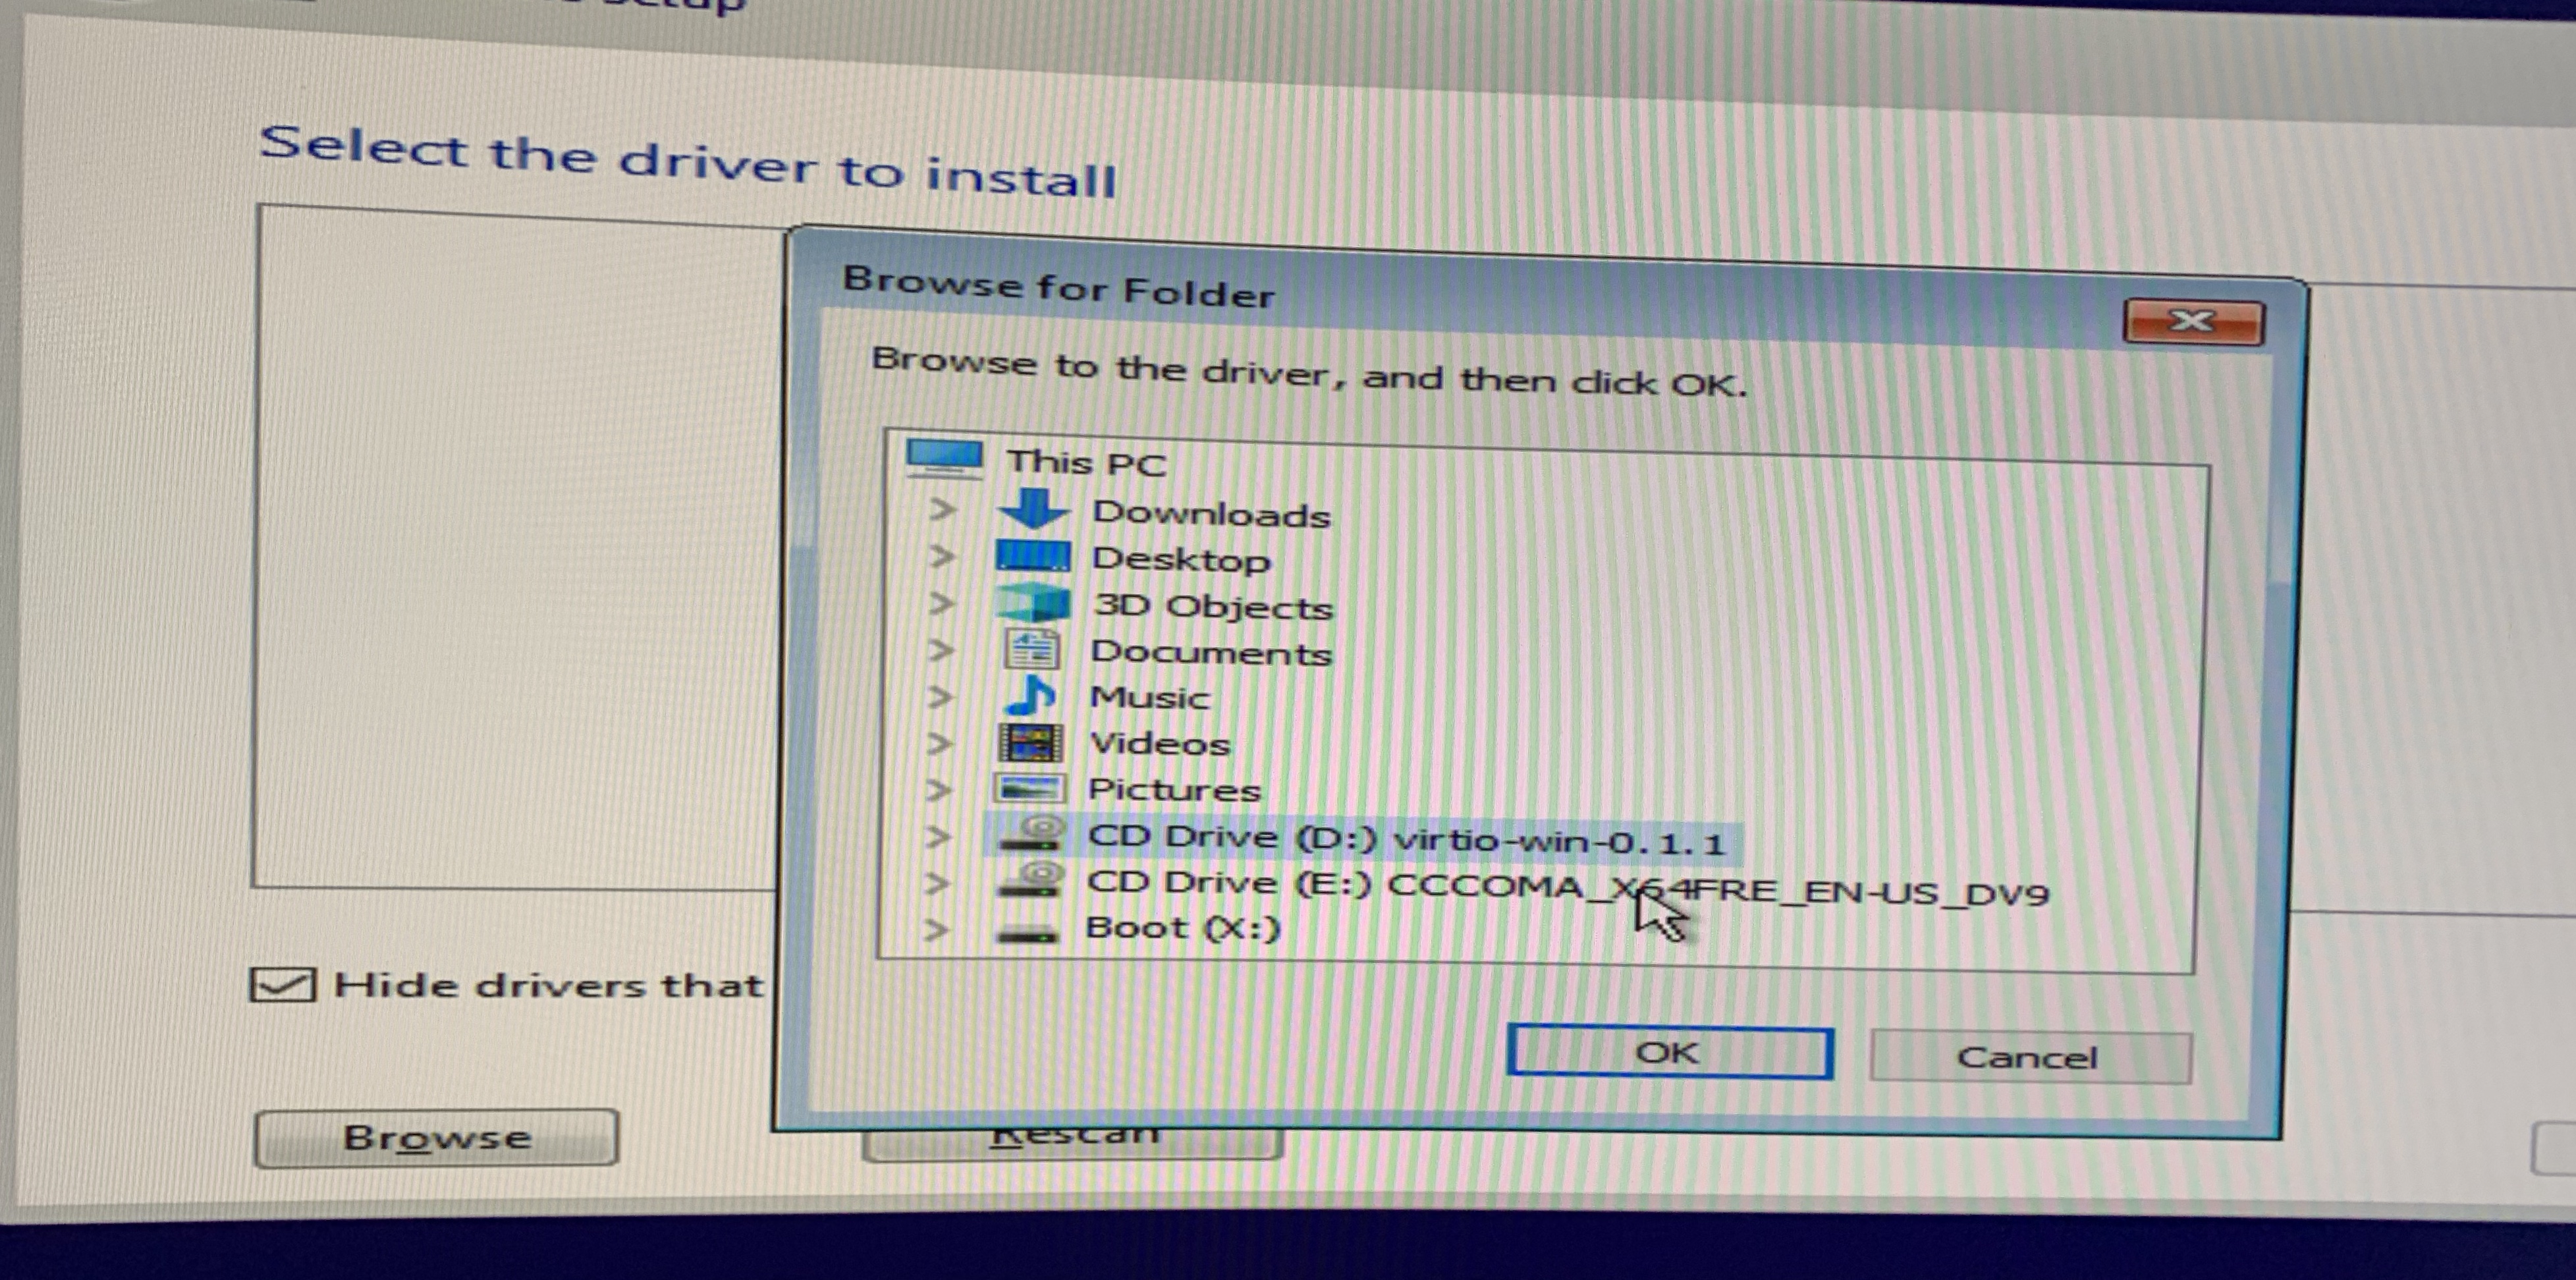 setup
Select the driver to install
Browse for Folder
Browse to the driver, and then click OK.
This PC
Downloads
Desktop
3D Objects
Documents
Music
Videos
Pictures
CD Drive (D:) virtio-win-0.1.1
CD Drive (E:) CCCOMA_X64FRE_EN-US_DV9
Boot (X:)
Hide drivers that
OK
Cancel
Browse
Rescan